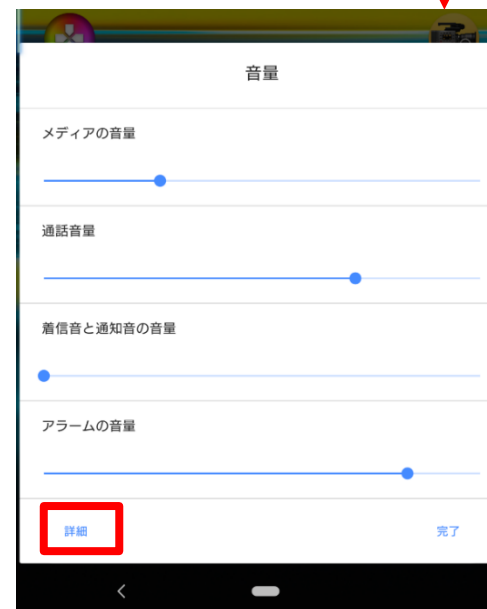 音量
メディアの音量
通話音量
着信音と通知音の音量
アラームの音量
詳細
完了